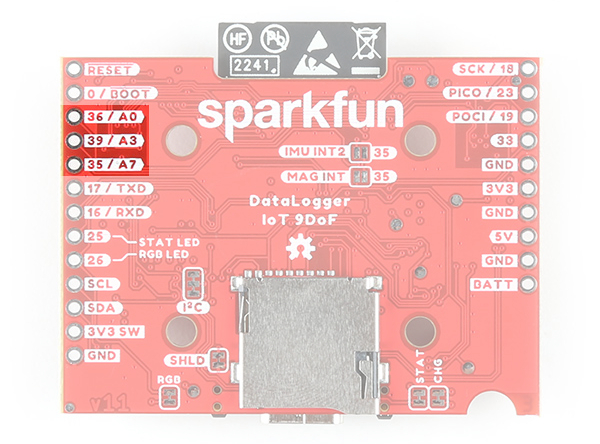 HF
Pb
2241
RESET
0 / BOOT
36 / A0
39 / A3
35 / A7
17 / TXD
16 / RXD
25
STAT LED
26
RGB LED
SCL
SDA
3V3 SW
GND
sparkfun
IMU INT2
35
MAG INT
35
DataLogger
IoT 9DoF
I²C
SHLD
RGB
v11
STAT
CHG
SCK / 18
PICO / 23
POCI / 19
33
GND
3V3
GND
5V
GND
BATT